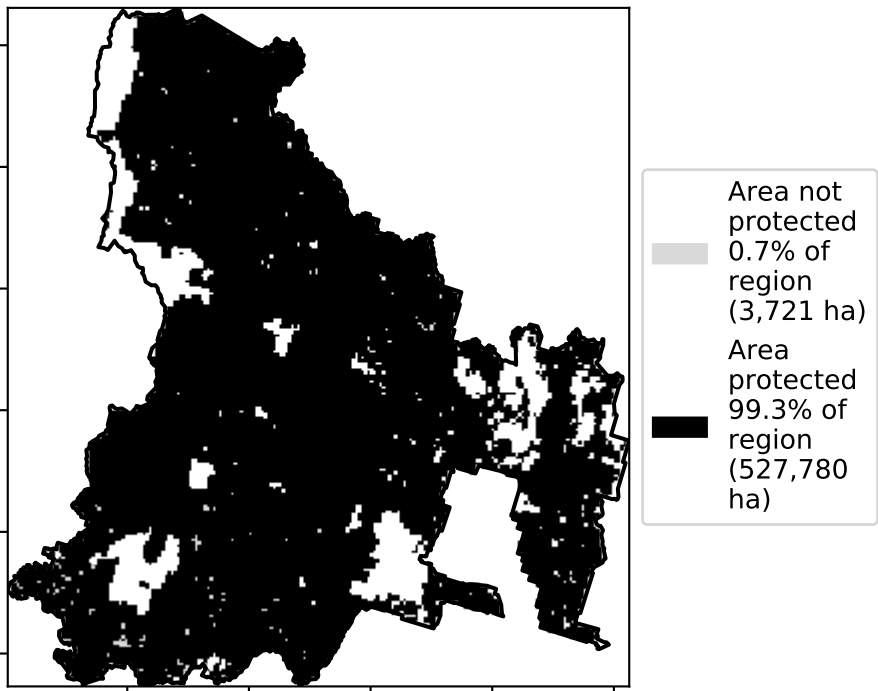 Area not
protected
0.7% of
region
(3,721 ha)
Area
protected
99.3% of
region
(527,780
ha)